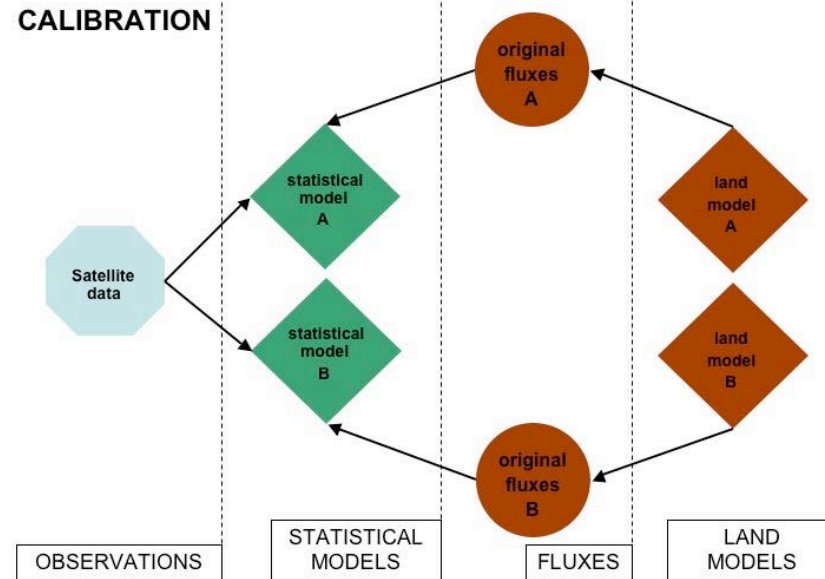 CALIBRATION
original
fluxes
A
statistical
model
A
land
model
A
Satellite
data
statistical
model
B
land
model
B
original
fluxes
B
OBSERVATIONS
STATISTICAL
MODELS
FLUXES
LAND
MODELS